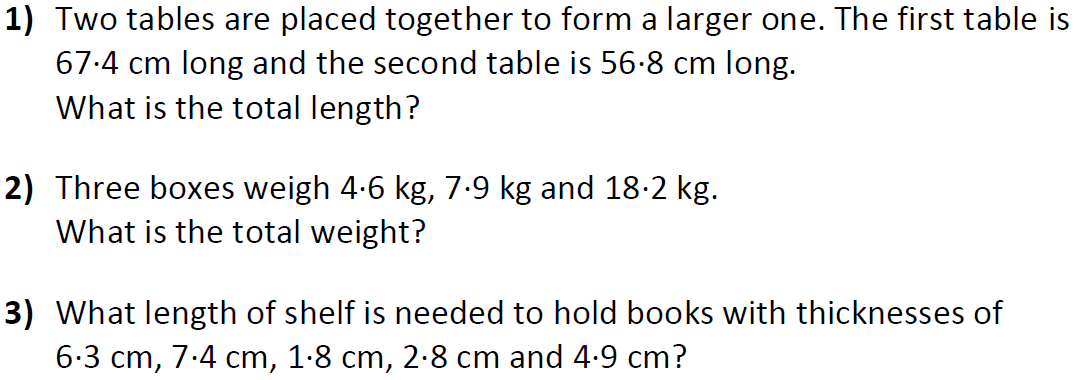 1) Two tables are placed together to form a larger one. The first table is
67·4 cm long and the second table is 56·8 cm long.
What is the total length?
2) Three boxes weigh 4·6 kg, 7·9 kg and 18·2 kg.
What is the total weight?
3) What length of shelf is needed to hold books with thicknesses of
6·3 cm, 7·4 cm, 1·8 cm, 2·8 cm and 4·9 cm?